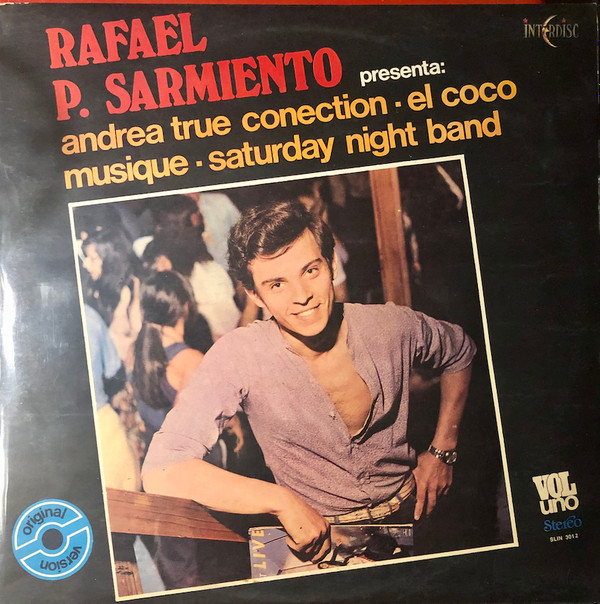 RAFAEL
P. SARMIENTO presenta:
andrea true conection · el coco
musique · saturday night band
INTERDISC
LIVE
VOL
uno
Stereo
SLIN 3012
original
version